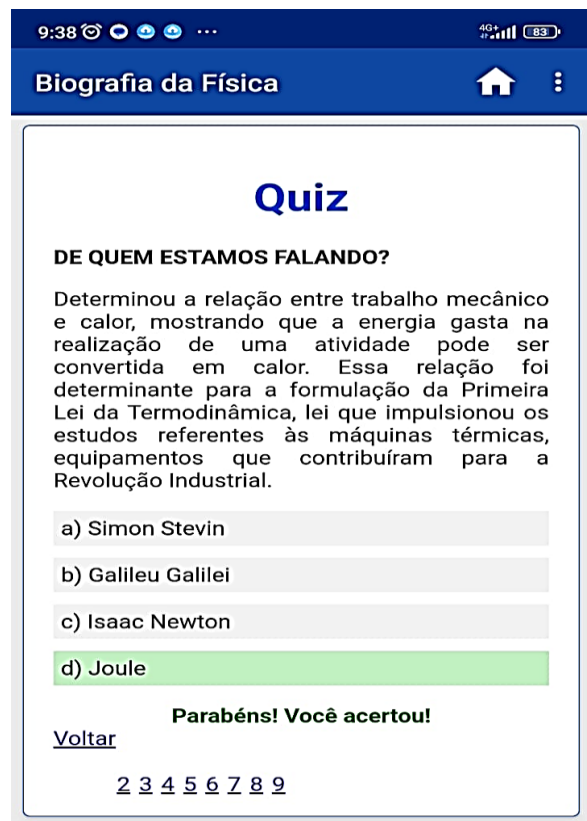 9:38 ...
4G+ 83
Biografia da Física
Quiz
DE QUEM ESTAMOS FALANDO?
Determinou a relação entre trabalho mecânico
e calor, mostrando que a energia gasta na
realização de uma atividade pode ser
convertida em calor. Essa relação foi
determinante para a formulação da Primeira
Lei da Termodinâmica, lei que impulsionou os
estudos referentes às máquinas térmicas,
equipamentos que contribuíram para a
Revolução Industrial.
a) Simon Stevin
b) Galileu Galilei
c) Isaac Newton
d) Joule
Parabéns! Você acertou!
Voltar
2 3 4 5 6 7 8 9